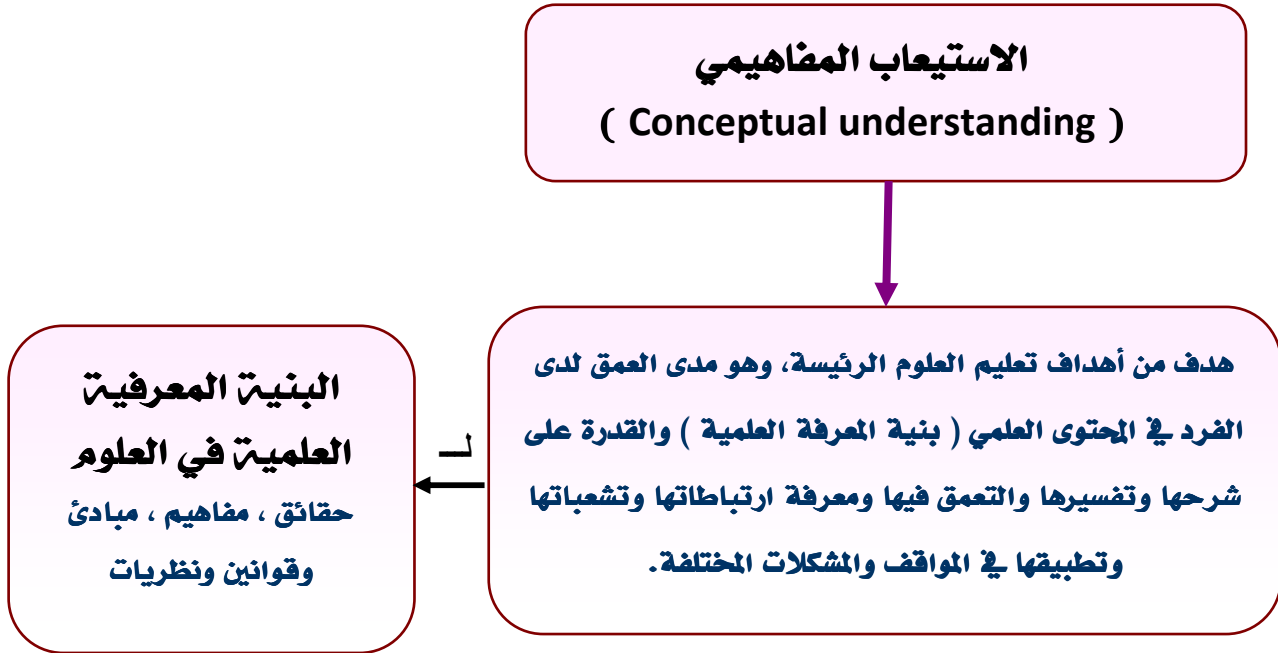 الاستيعاب المفاهيمي
( Conceptual understanding )
هدف من أهداف تعليم العلوم الرئيسة، وهو مدى العمق لدى
الفرد في المحتوى العلمي ( بنية المعرفة العلمية ) والقدرة على
شرحها وتفسيرها والتعمق فيها ومعرفة ارتباطاتها وتشعباتها
وتطبيقها في المواقف والمشكلات المختلفة.
لـــ
البنية المعرفية
العلمية في العلوم
حقائق ، مفاهيم ، مبادئ
وقوانين ونظريات